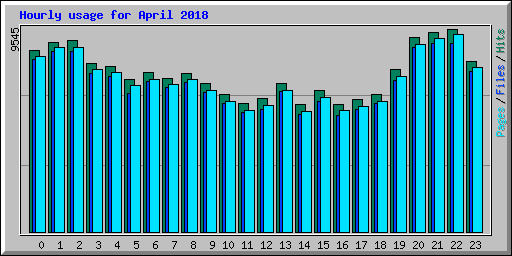 Hourly usage for April 2018
9545
Pages/Files/Hits
0 1 2 3 4 5 6 7 8 9 10 11 12 13 14 15 16 17 18 19 20 21 22 23